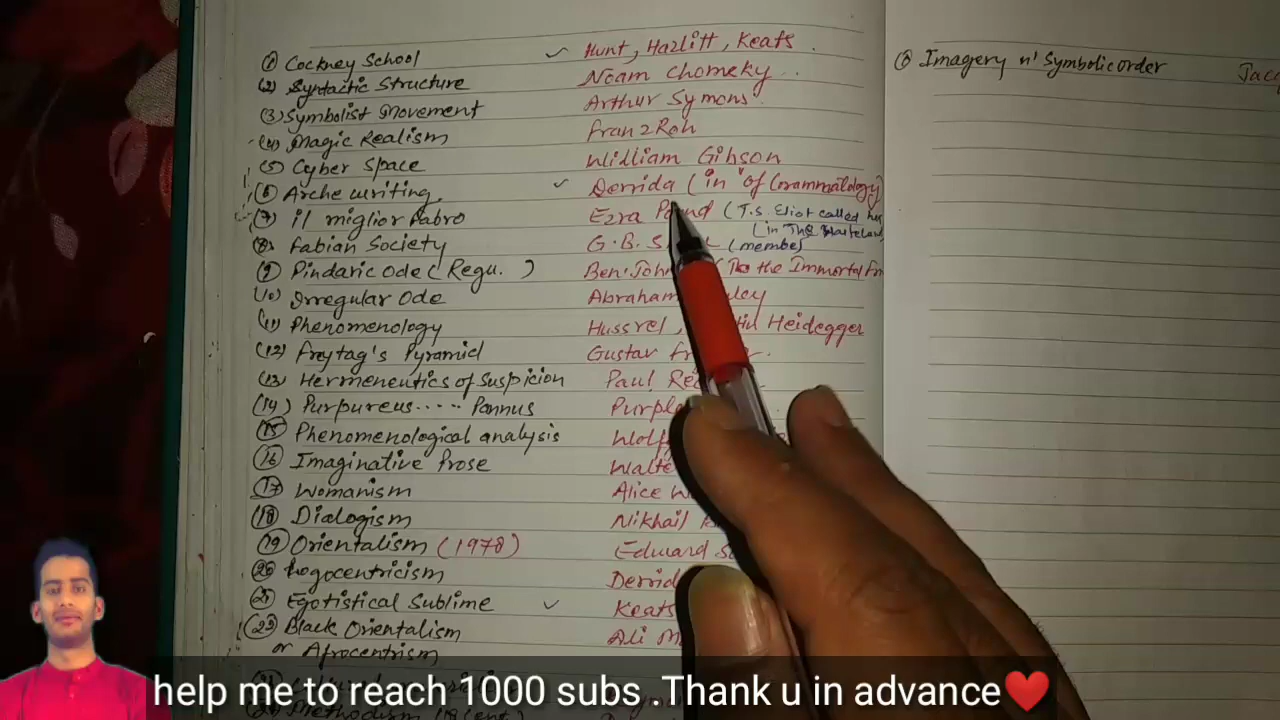 (1) Cockney School ✓ Hunt, Hazlitt, Keats.
(2) Syntactic Structure Noam Chomsky..
(3) Symbolist Movement Arthur Symons.
(4) Magic Realism Franz Roh
(5) Cyber Space William Gibson
(6) Arche writing. ✓ Derrida (in 'of Grammatology)
(7) il miglior fabro Ezra Pound (T.S. Eliot called his
(in The Wasteland
(8) Fabian Society G.B. (member
(9) Pindaric Ode (Regu. ) Ben. John (To the Immortal
(10) Irregular Ode Abraham
(11) Phenomenology Hussrel, Heidegger
(12) Freytag's Pyramid Gustav
(13) Hermeneutics of Suspicion Paul
(14) Purpureus ..... Pannus
(15) Phenomenological analysis
(16) Imaginative Prose
(17) Womanism Alice
(18) Dialogism Mikhail
(19) Orientalism (1978) Edward
(20) Logocentricism
(21) Egotistical Sublime ✓ Keats
(22) Black Orientalism Ali
or Afrocentrism
(1) Imagery n' Symbolic order
help me to reach 1000 subs .Thank u in advance❤️